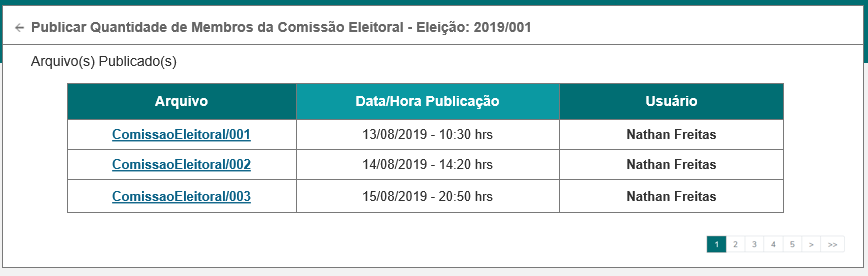 ← Publicar Quantidade de Membros da Comissão Eleitoral - Eleição: 2019/001
Arquivo(s) Publicado(s)
Arquivo Data/Hora Publicação Usuário
ComissaoEleitoral/001 13/08/2019 - 10:30 hrs Nathan Freitas
ComissaoEleitoral/002 14/08/2019 - 14:20 hrs Nathan Freitas
ComissaoEleitoral/003 15/08/2019 - 20:50 hrs Nathan Freitas
1 2 3 4 5 > >>